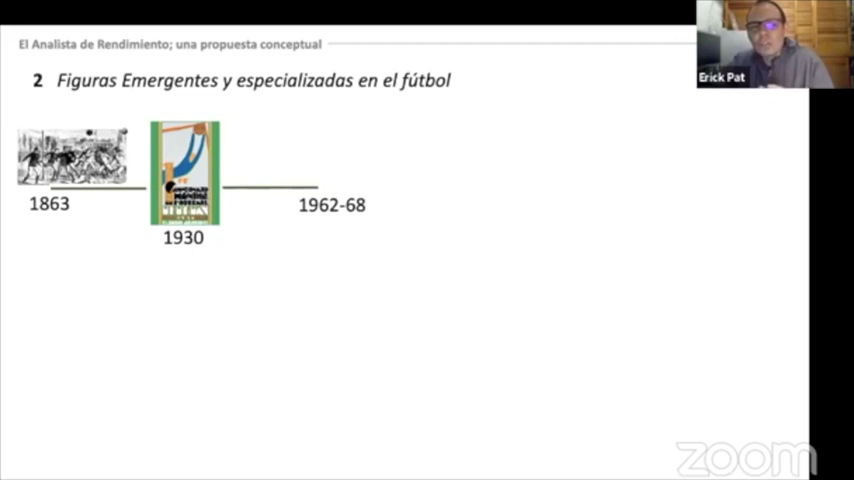 El Analista de Rendimiento; una propuesta conceptual
Erick Pat
2 Figuras Emergentes y especializadas en el fútbol
1863
1930
1962-68
zoom